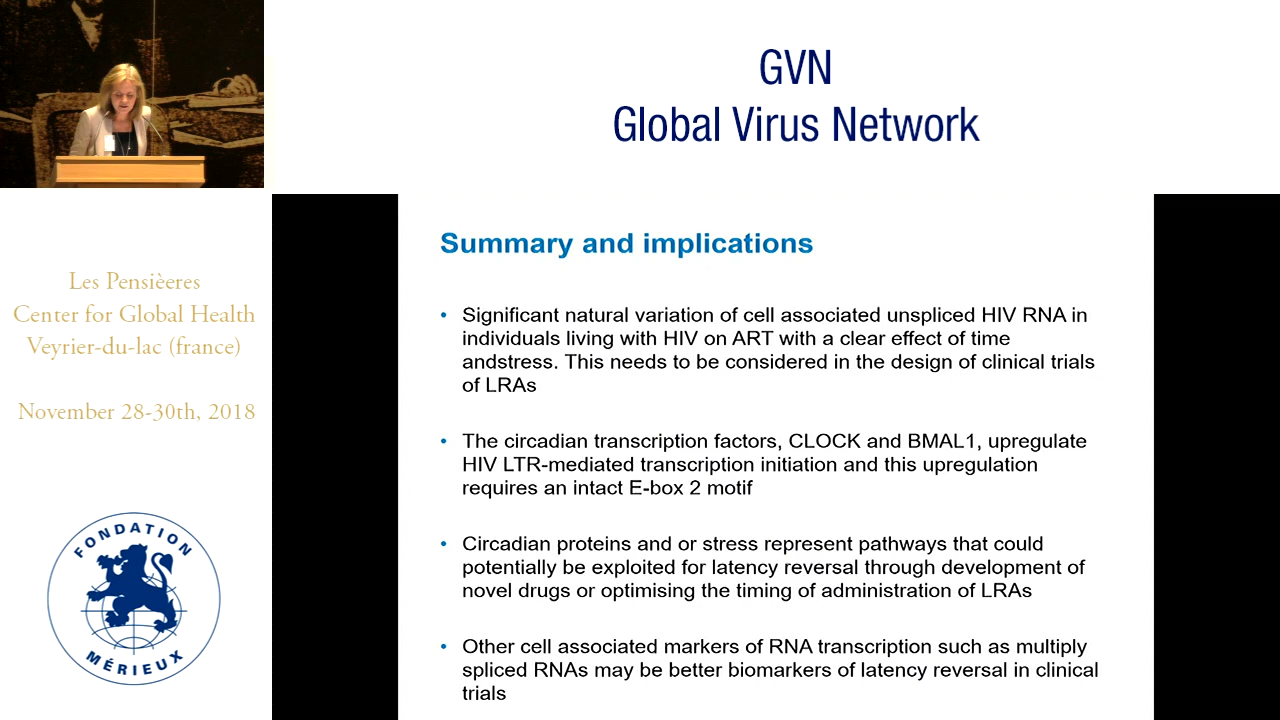 GVN
Global Virus Network
Les Pensièeres
Center for Global Health
Veyrier-du-lac (france)
November 28-30th, 2018
FONDATION
MÉRIEUX
Summary and implications
• Significant natural variation of cell associated unspliced HIV RNA in
individuals living with HIV on ART with a clear effect of time
andstress. This needs to be considered in the design of clinical trials
of LRAs
• The circadian transcription factors, CLOCK and BMAL1, upregulate
HIV LTR-mediated transcription initiation and this upregulation
requires an intact E-box 2 motif
• Circadian proteins and or stress represent pathways that could
potentially be exploited for latency reversal through development of
novel drugs or optimising the timing of administration of LRAs
• Other cell associated markers of RNA transcription such as multiply
spliced RNAs may be better biomarkers of latency reversal in clinical
trials